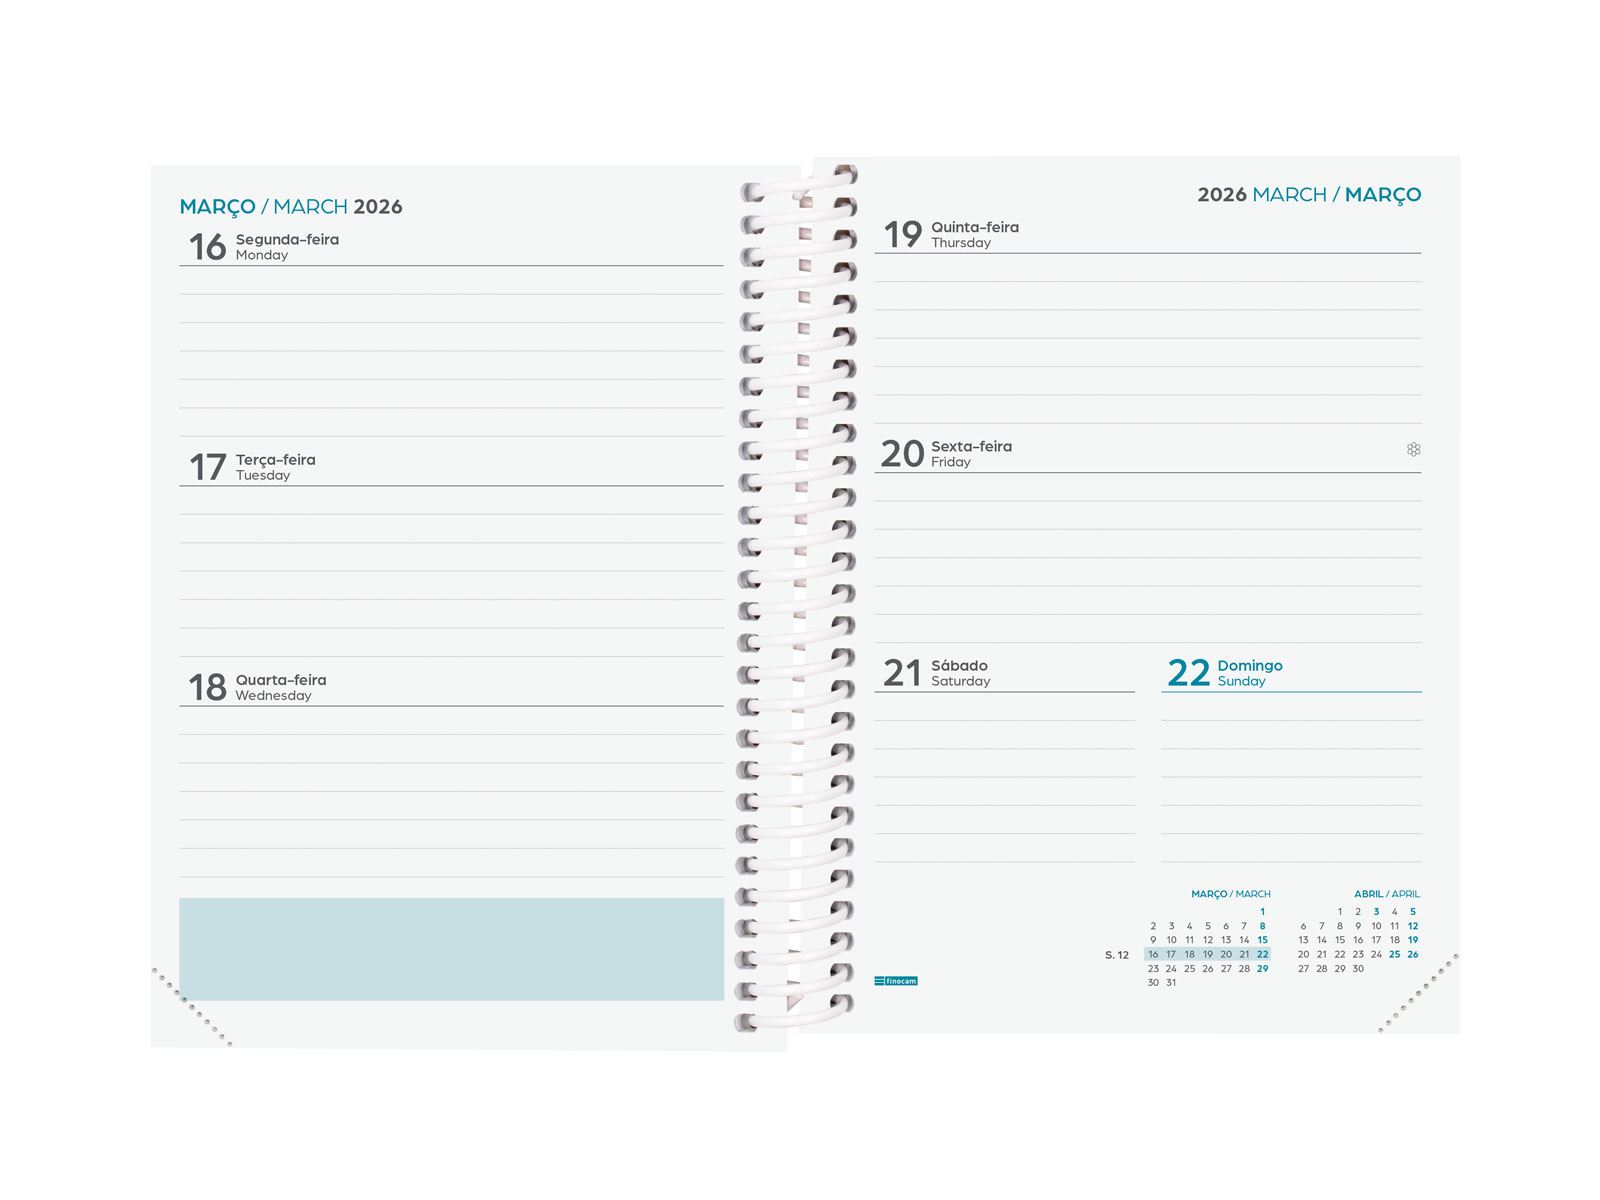 MARÇO / MARCH 2026
16 Segunda-feira
Monday
17 Terça-feira
Tuesday
18 Quarta-feira
Wednesday
2026 MARCH / MARÇO
19 Quinta-feira
Thursday
20 Sexta-feira
Friday
21 Sábado
Saturday
22 Domingo
Sunday
finocam
S. 12
MARÇO / MARCH
1
2 3 4 5 6 7 8
9 10 11 12 13 14 15
16 17 18 19 20 21 22
23 24 25 26 27 28 29
30 31
ABRIL / APRIL
1 2 3 4 5
6 7 8 9 10 11 12
13 14 15 16 17 18 19
20 21 22 23 24 25 26
27 28 29 30